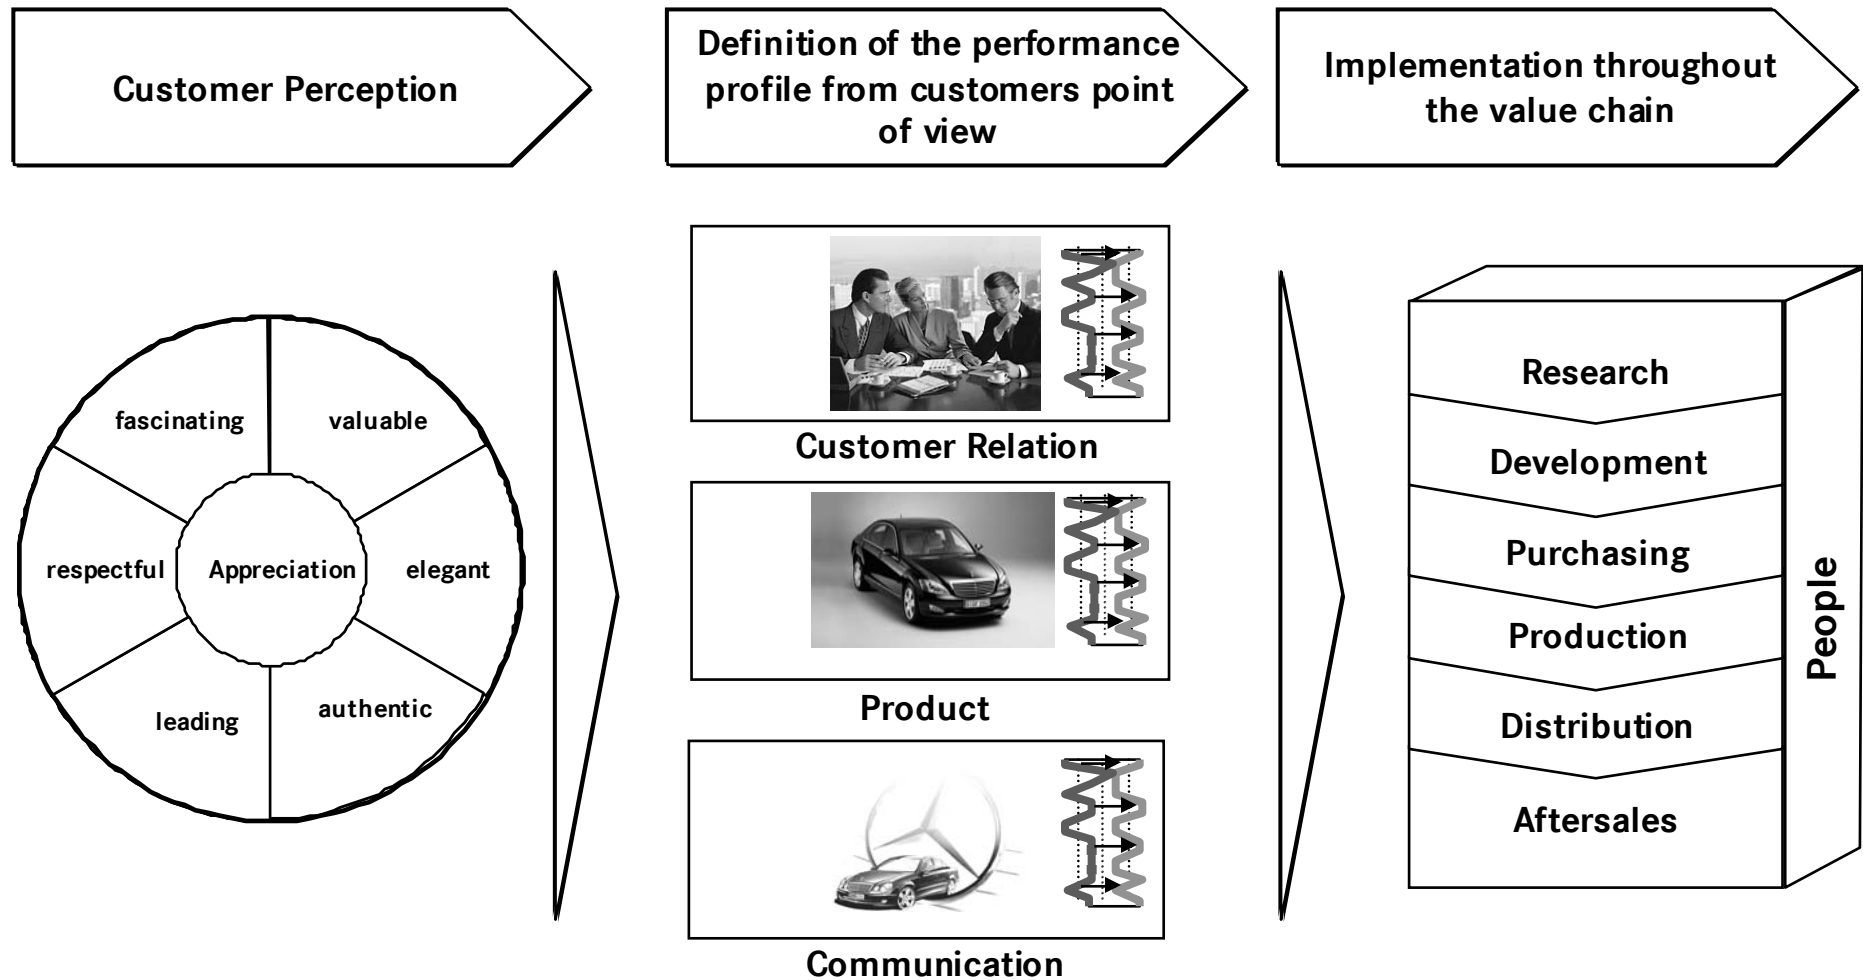 Customer Perception
Definition of the performance
profile from customers point
of view
Implementation throughout
the value chain
fascinating
valuable
respectful
Appreciation
elegant
leading
authentic
Customer Relation
Product
Communication
Research
Development
Purchasing
Production
Distribution
Aftersales
People